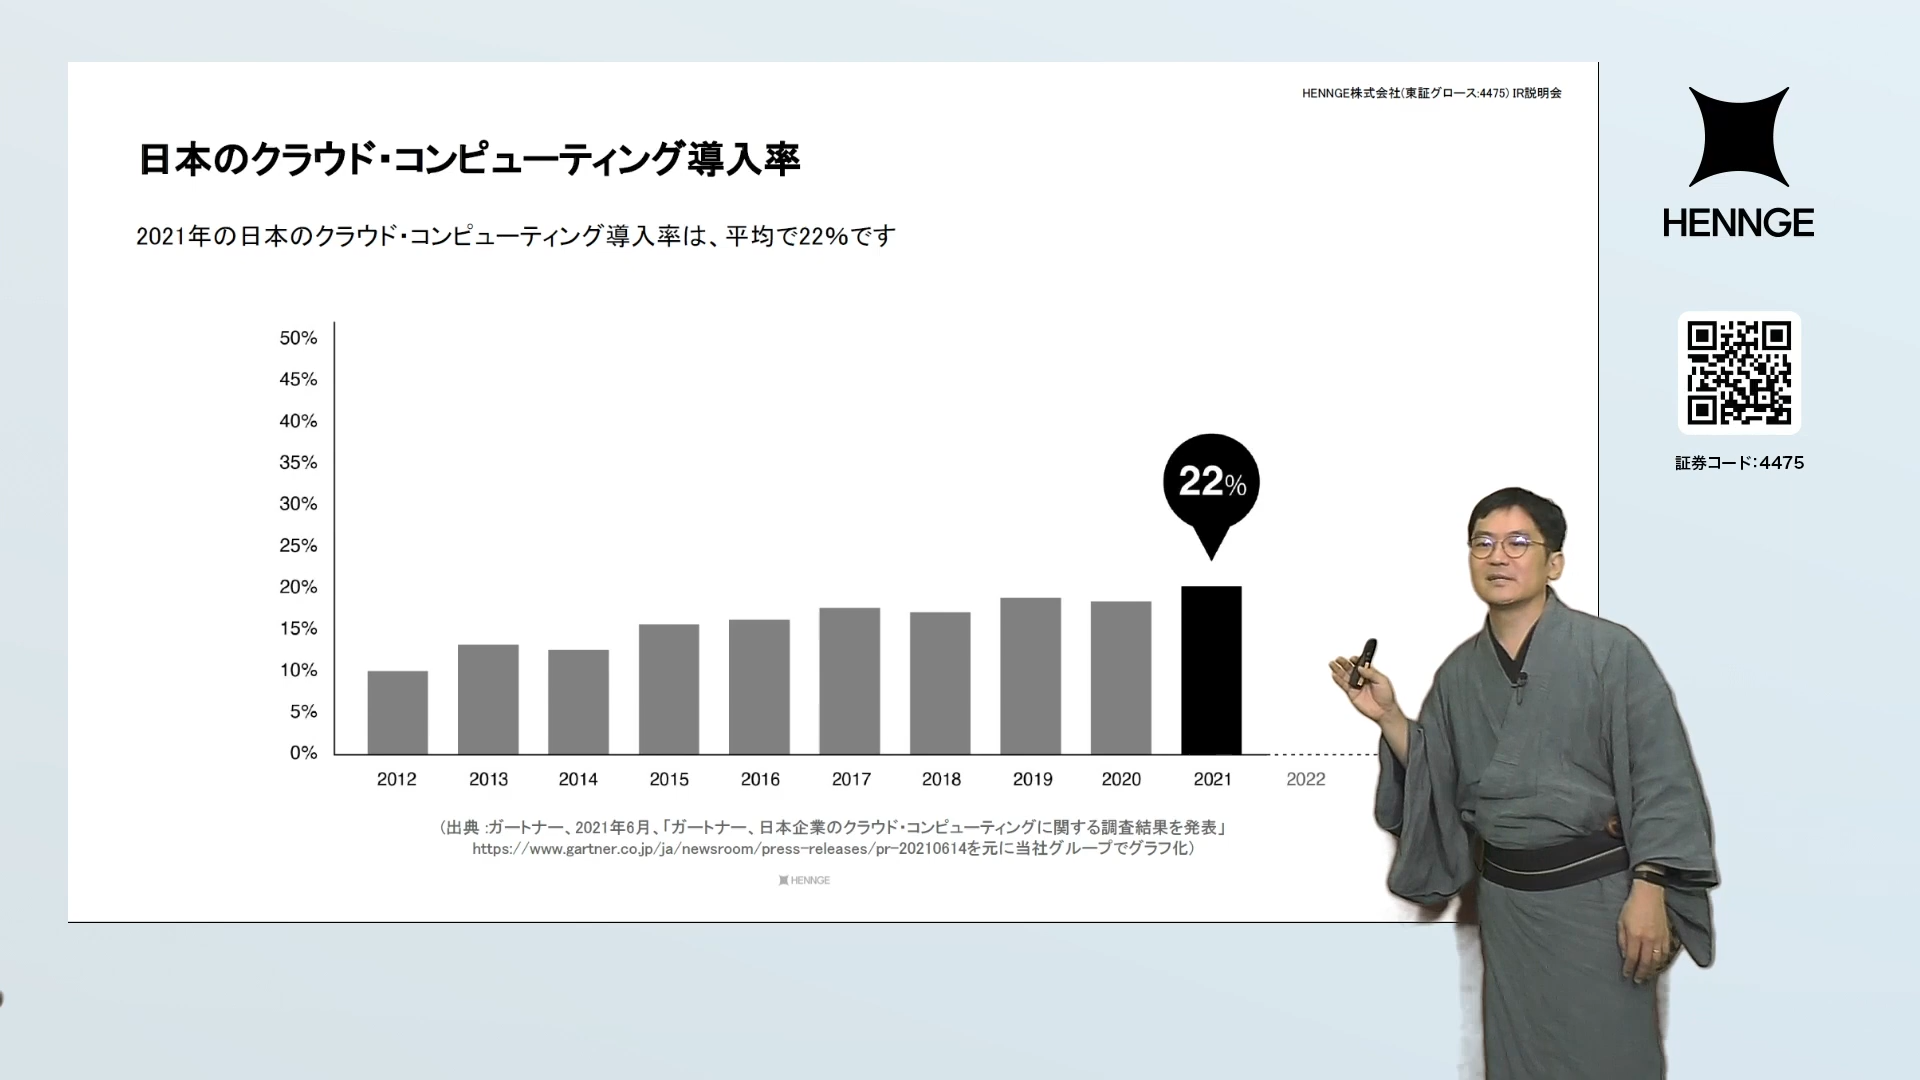 HENNGE株式会社(東証グロース:4475) IR説明会
日本のクラウド・コンピューティング導入率
2021年の日本のクラウド・コンピューティング導入率は、平均で22%です
50%
45%
40%
35%
30%
25%
20%
15%
10%
5%
0%
22%
2012 2013 2014 2015 2016 2017 2018 2019 2020 2021 2022
(出典 :ガートナー、2021年6月、「ガートナー、日本企業のクラウド・コンピューティングに関する調査結果を発表」
https://www.gartner.co.jp/ja/newsroom/press-releases/pr-20210614を元に当社グループでグラフ化)
HENNGE
HENNGE
証券コード:4475